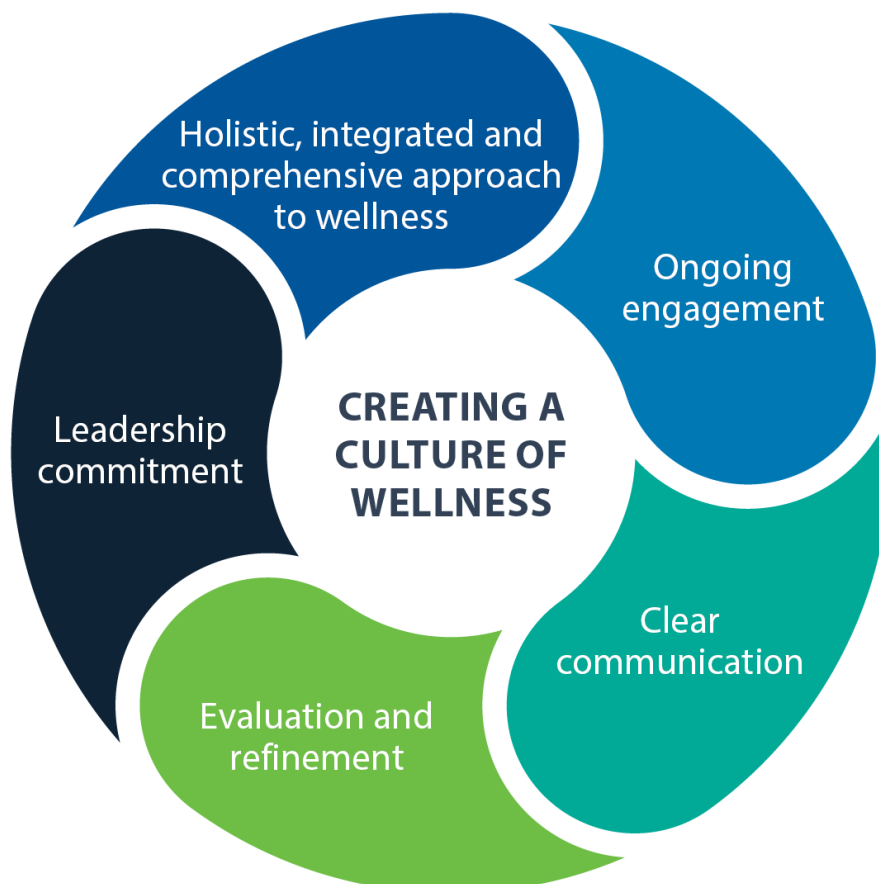 Holistic, integrated and
comprehensive approach
to wellness
Ongoing
engagement
Clear
communication
Evaluation and
refinement
Leadership
commitment
CREATING A
CULTURE OF
WELLNESS